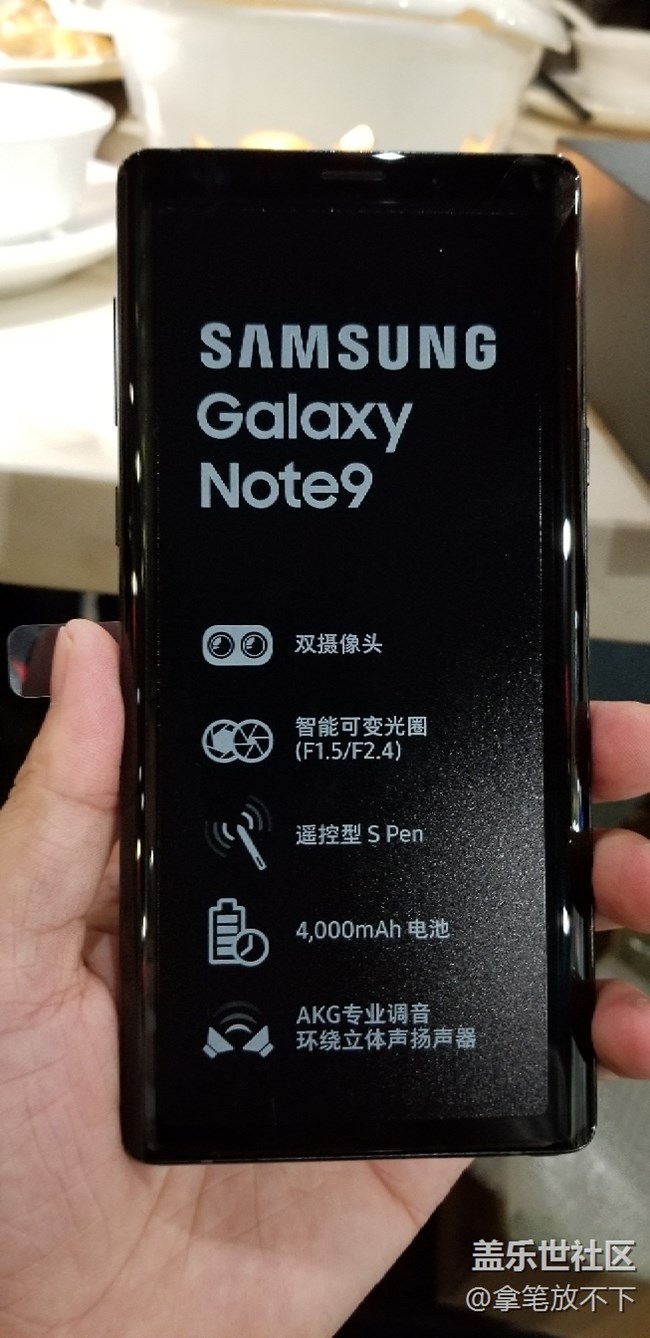 SAMSUNG
Galaxy
Note9
双摄像头
智能可变光圈
(F1.5/F2.4)
遥控型 S Pen
4,000mAh 电池
AKG专业调音
环绕立体声扬声器
盖乐世社区
@拿笔放不下